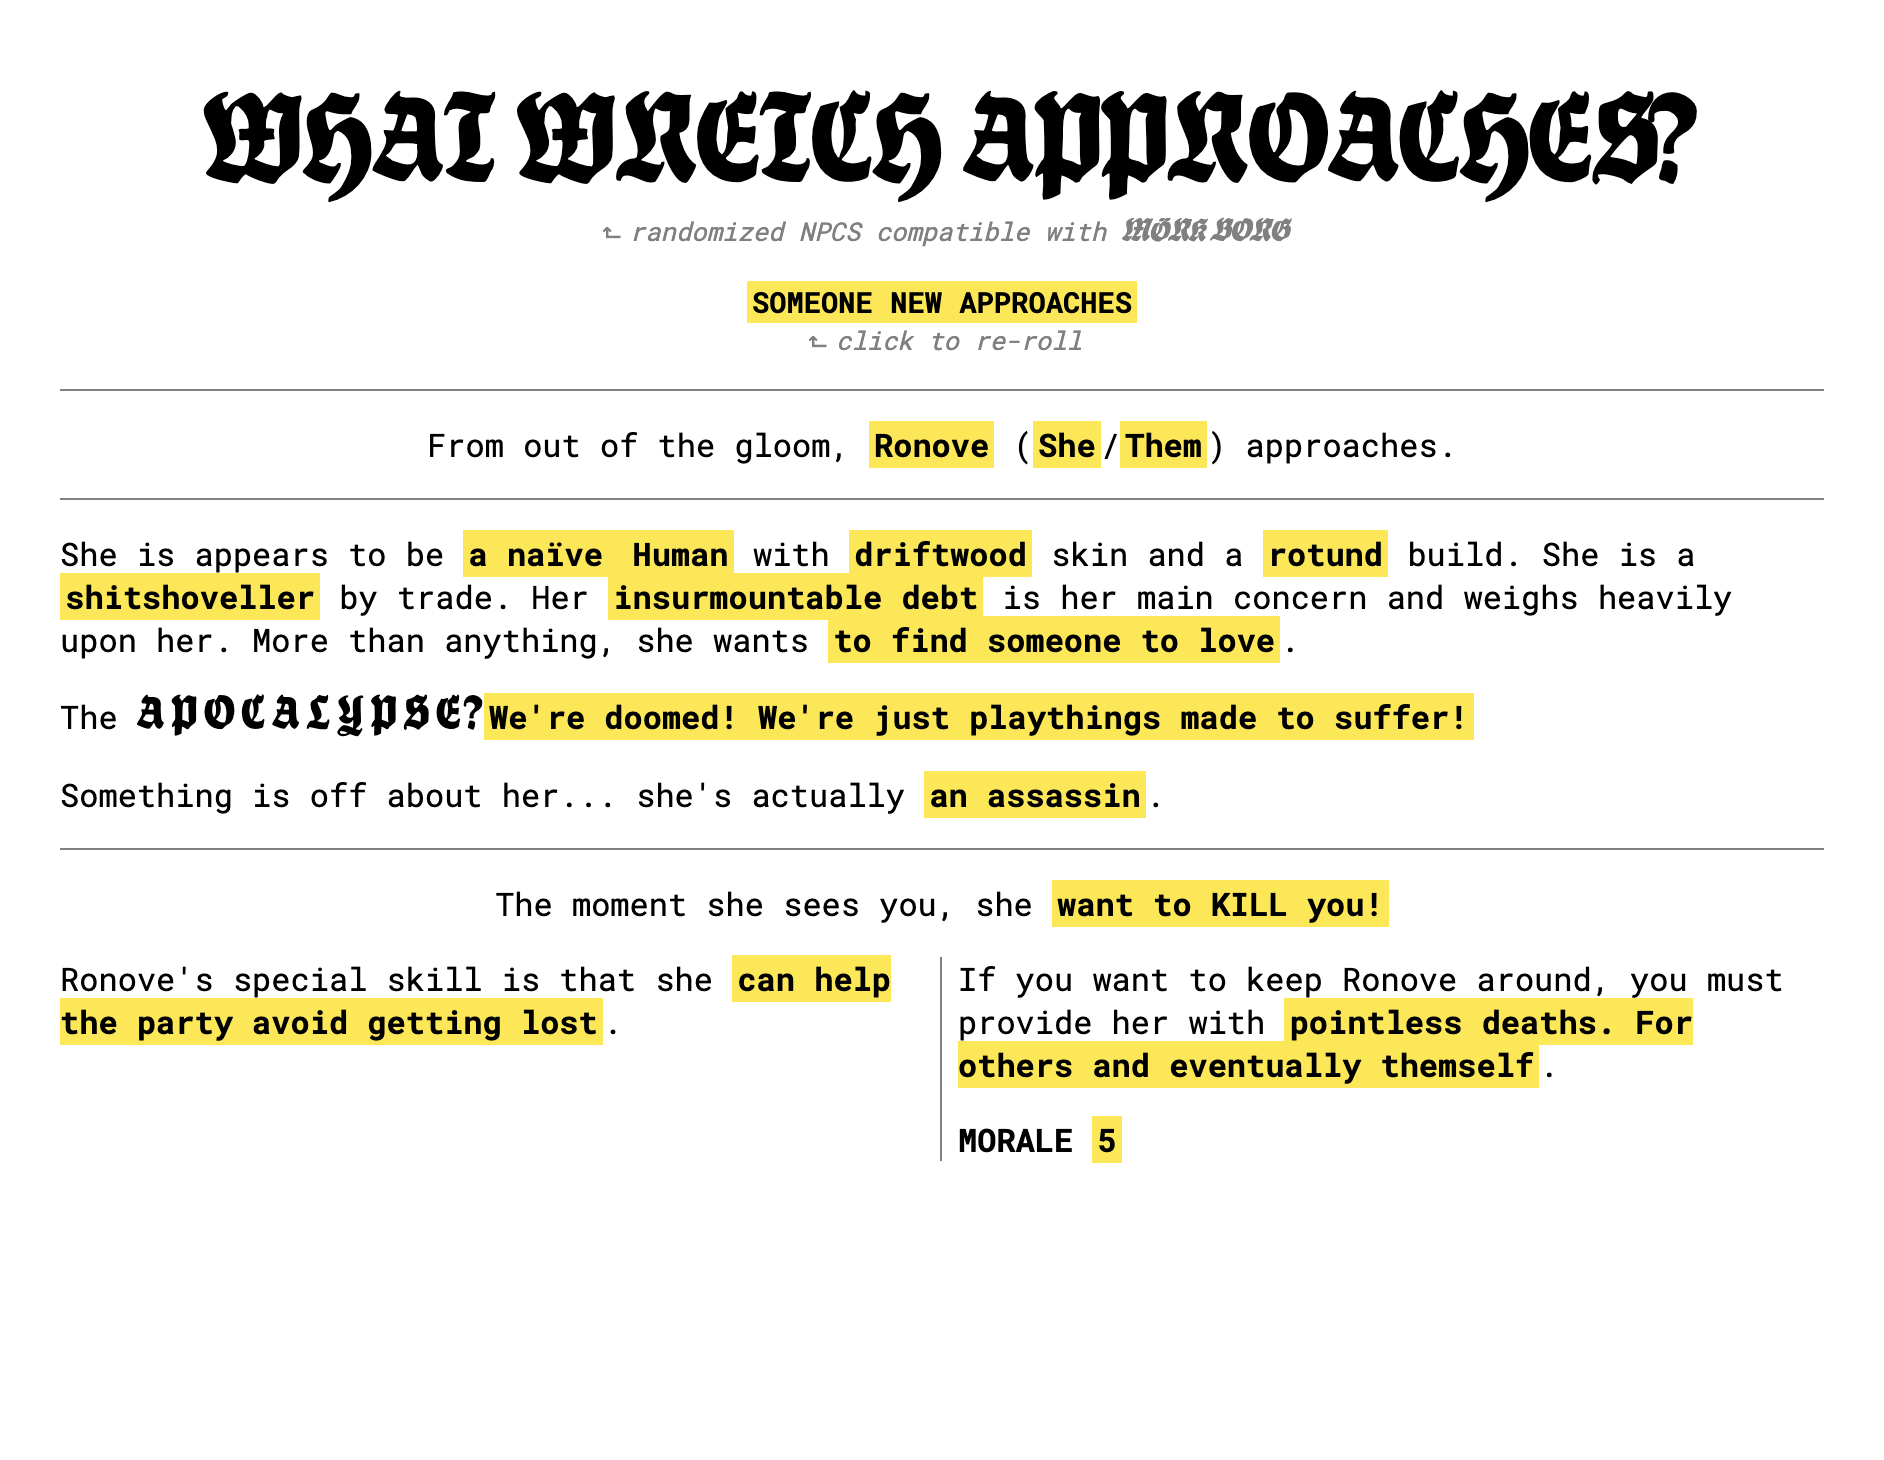 WHAT WRETCH APPROACHES?
⬑ randomized NPCS compatible with MÖRK BORG
SOMEONE NEW APPROACHES
⬑ click to re-roll
From out of the gloom, Ronove (She/Them) approaches.
She is appears to be a naïve Human with driftwood skin and a rotund build. She is a
shitshoveller by trade. Her insurmountable debt is her main concern and weighs heavily
upon her. More than anything, she wants to find someone to love.
The APOCALYPSE? We're doomed! We're just playthings made to suffer!
Something is off about her... she's actually an assassin.
The moment she sees you, she want to KILL you!
Ronove's special skill is that she can help
the party avoid getting lost.
If you want to keep Ronove around, you must
provide her with pointless deaths. For
others and eventually themself.
MORALE 5